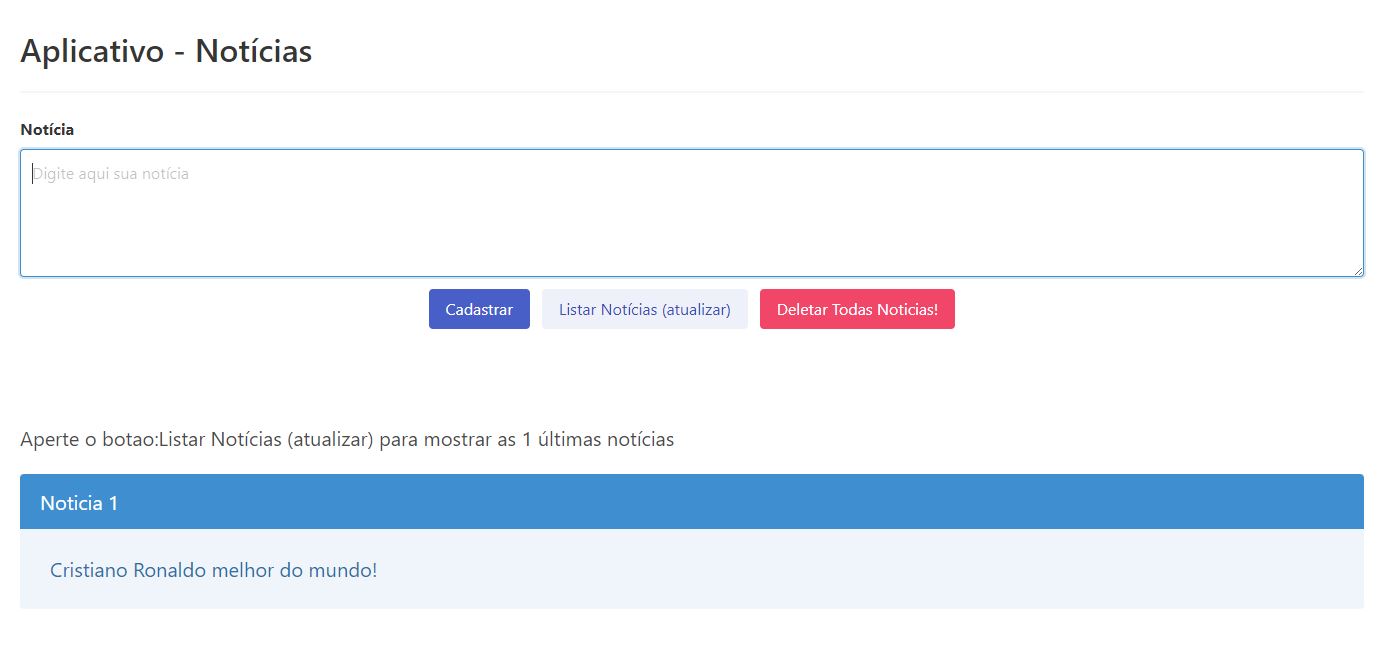 Aplicativo - Notícias
Notícia
Digite aqui sua notícia
Cadastrar
Listar Notícias (atualizar)
Deletar Todas Noticias!
Aperte o botao:Listar Notícias (atualizar) para mostrar as 1 últimas notícias
Noticia 1
Cristiano Ronaldo melhor do mundo!